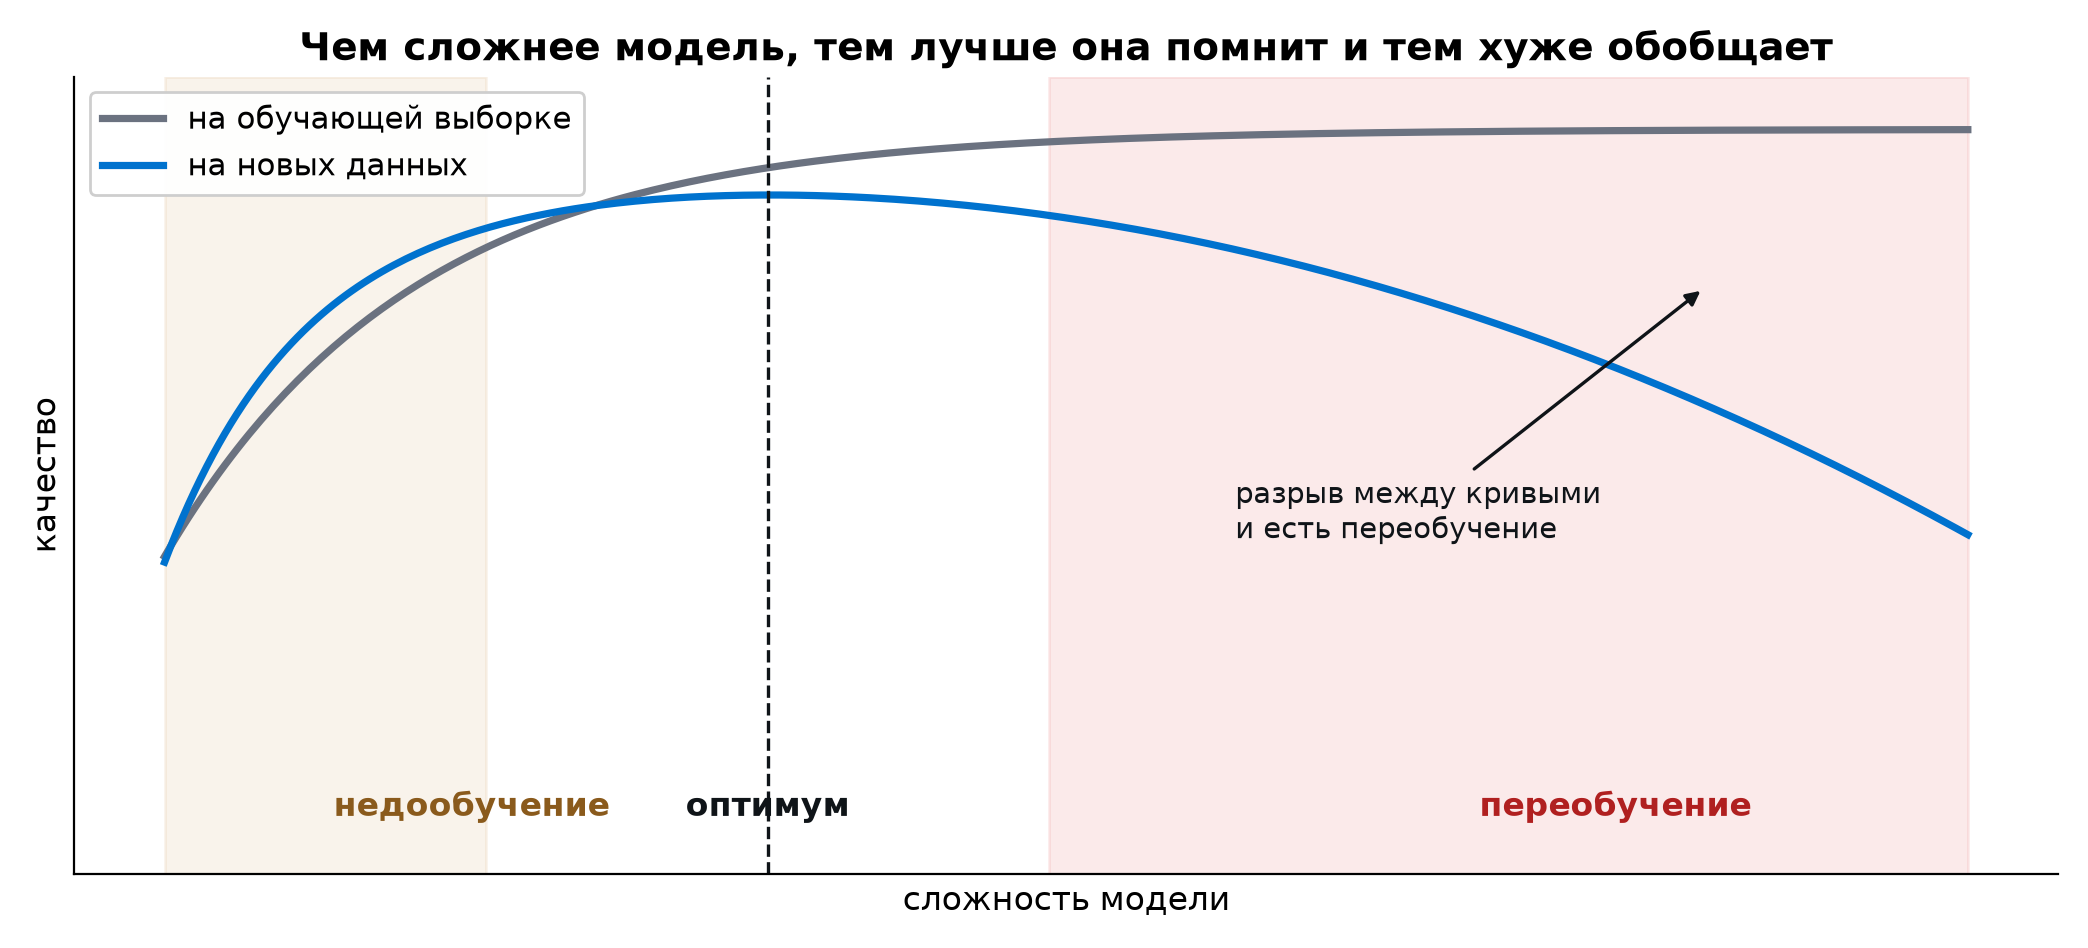 Чем сложнее модель, тем лучше она помнит и тем хуже обобщает
на обучающей выборке
на новых данных
качество
разрыв между кривыми
и есть переобучение
недообучение
оптимум
переобучение
сложность модели